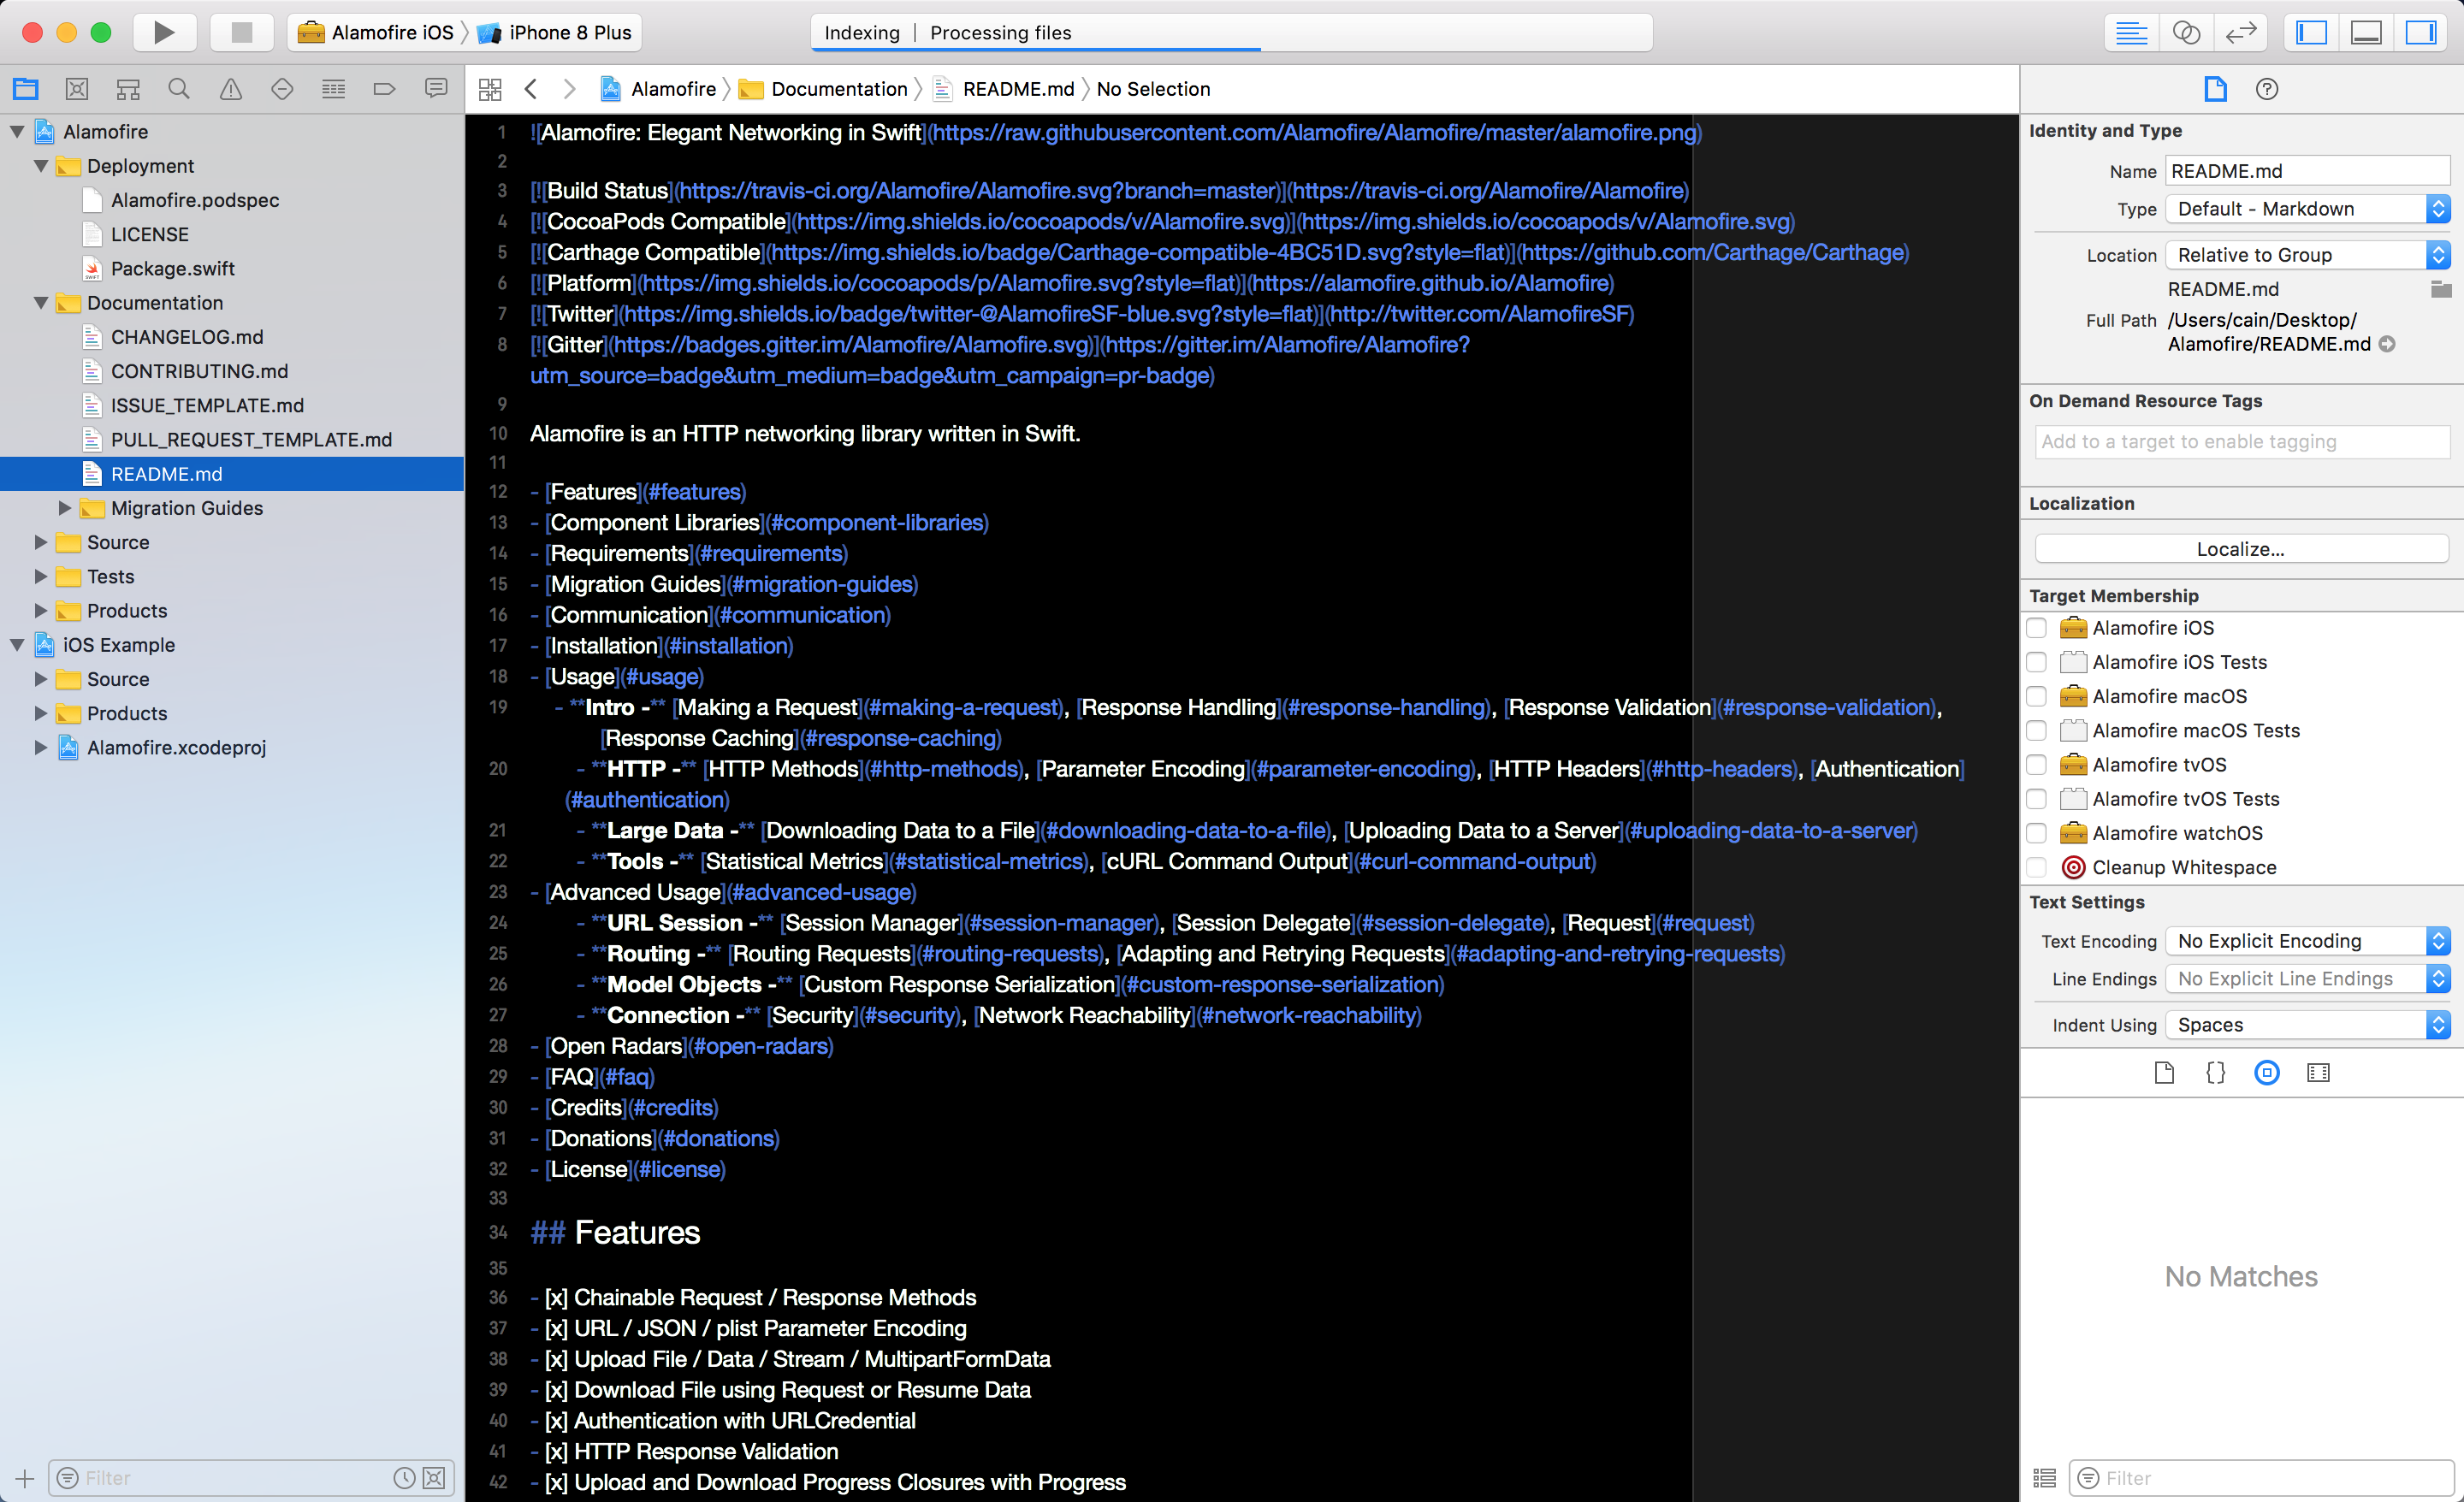 Alamofire iOS iPhone 8 Plus
Indexing | Processing files
Alamofire Documentation README.md No Selection
Alamofire
Deployment
Alamofire.podspec
LICENSE
Package.swift
Documentation
CHANGELOG.md
CONTRIBUTING.md
ISSUE_TEMPLATE.md
PULL_REQUEST_TEMPLATE.md
README.md
Migration Guides
Source
Tests
Products
iOS Example
Source
Products
Alamofire.xcodeproj
Filter
1 ![Alamofire: Elegant Networking in Swift](https://raw.githubusercontent.com/Alamofire/Alamofire/master/alamofire.png)
2
3 [![Build Status](https://travis-ci.org/Alamofire/Alamofire.svg?branch=master)](https://travis-ci.org/Alamofire/Alamofire)
4 [![CocoaPods Compatible](https://img.shields.io/cocoapods/v/Alamofire.svg)](https://img.shields.io/cocoapods/v/Alamofire.svg)
5 [![Carthage Compatible](https://img.shields.io/badge/Carthage-compatible-4BC51D.svg?style=flat)](https://github.com/Carthage/Carthage)
6 [![Platform](https://img.shields.io/cocoapods/p/Alamofire.svg?style=flat)](https://alamofire.github.io/Alamofire)
7 [![Twitter](https://img.shields.io/badge/twitter-@AlamofireSF-blue.svg?style=flat)](http://twitter.com/AlamofireSF)
8 [![Gitter](https://badges.gitter.im/Alamofire/Alamofire.svg)](https://gitter.im/Alamofire/Alamofire?
utm_source=badge&utm_medium=badge&utm_campaign=pr-badge)
9
10 Alamofire is an HTTP networking library written in Swift.
11
12 - [Features](#features)
13 - [Component Libraries](#component-libraries)
14 - [Requirements](#requirements)
15 - [Migration Guides](#migration-guides)
16 - [Communication](#communication)
17 - [Installation](#installation)
18 - [Usage](#usage)
19 - **Intro -** [Making a Request](#making-a-request), [Response Handling](#response-handling), [Response Validation](#response-validation),
[Response Caching](#response-caching)
20 - **HTTP -** [HTTP Methods](#http-methods), [Parameter Encoding](#parameter-encoding), [HTTP Headers](#http-headers), [Authentication]
(#authentication)
21 - **Large Data -** [Downloading Data to a File](#downloading-data-to-a-file), [Uploading Data to a Server](#uploading-data-to-a-server)
22 - **Tools -** [Statistical Metrics](#statistical-metrics), [cURL Command Output](#curl-command-output)
23 - [Advanced Usage](#advanced-usage)
24 - **URL Session -** [Session Manager](#session-manager), [Session Delegate](#session-delegate), [Request](#request)
25 - **Routing -** [Routing Requests](#routing-requests), [Adapting and Retrying Requests](#adapting-and-retrying-requests)
26 - **Model Objects -** [Custom Response Serialization](#custom-response-serialization)
27 - **Connection -** [Security](#security), [Network Reachability](#network-reachability)
28 - [Open Radars](#open-radars)
29 - [FAQ](#faq)
30 - [Credits](#credits)
31 - [Donations](#donations)
32 - [License](#license)
33
34 ## Features
35
36 - [x] Chainable Request / Response Methods
37 - [x] URL / JSON / plist Parameter Encoding
38 - [x] Upload File / Data / Stream / MultipartFormData
39 - [x] Download File using Request or Resume Data
40 - [x] Authentication with URLCredential
41 - [x] HTTP Response Validation
42 - [x] Upload and Download Progress Closures with Progress
Identity and Type
Name README.md
Type Default - Markdown
Location Relative to Group
README.md
Full Path /Users/cain/Desktop/
Alamofire/README.md
On Demand Resource Tags
Add to a target to enable tagging
Localization
Localize...
Target Membership
Alamofire iOS
Alamofire iOS Tests
Alamofire macOS
Alamofire macOS Tests
Alamofire tvOS
Alamofire tvOS Tests
Alamofire watchOS
Cleanup Whitespace
Text Settings
Text Encoding No Explicit Encoding
Line Endings No Explicit Line Endings
Indent Using Spaces
No Matches
Filter